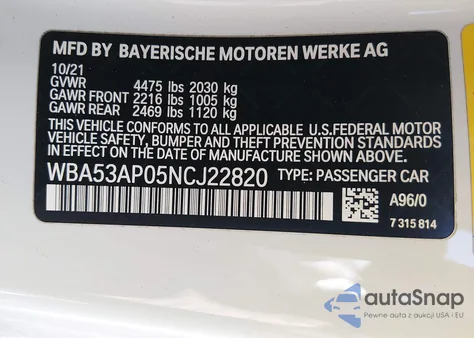 MFD BY BAYERISCHE MOTOREN WERKE AG
10/21
GVWR 4475 lbs 2030 kg
GAWR FRONT 2216 lbs 1005 kg
GAWR REAR 2469 lbs 1120 kg
THIS VEHICLE CONFORMS TO ALL APPLICABLE U.S.FEDERAL MOTOR
VEHICLE SAFETY, BUMPER AND THEFT PREVENTION STANDARDS
IN EFFECT ON THE DATE OF MANUFACTURE SHOWN ABOVE.
WBA53AP05NCJ22820 TYPE: PASSENGER CAR
A96/0
7 315 814
autoSnap
Pewne auta z aukcji USA i EU